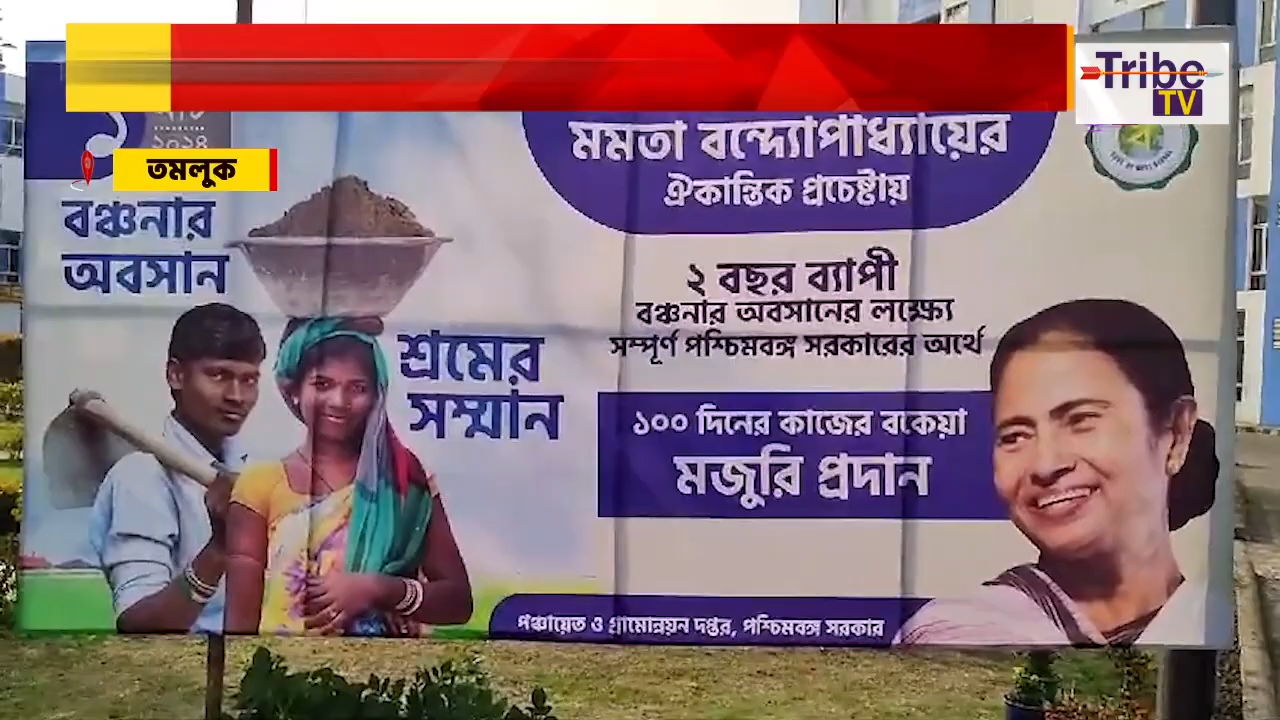 Tribe
TV
২০২৪
তমলুক
মমতা বন্দ্যোপাধ্যায়ের
ঐকান্তিক প্রচেষ্টায়
বঞ্চনার
অবসান
২ বছর ব্যাপী
বঞ্চনার অবসানের লক্ষ্যে
সম্পূর্ণ পশ্চিমবঙ্গ সরকারের অর্থে
শ্রমের
সম্মান
১০০ দিনের কাজের বকেয়া
মজুরি প্রদান
পঞ্চায়েত ও গ্রামোন্নয়ন দপ্তর, পশ্চিমবঙ্গ সরকার